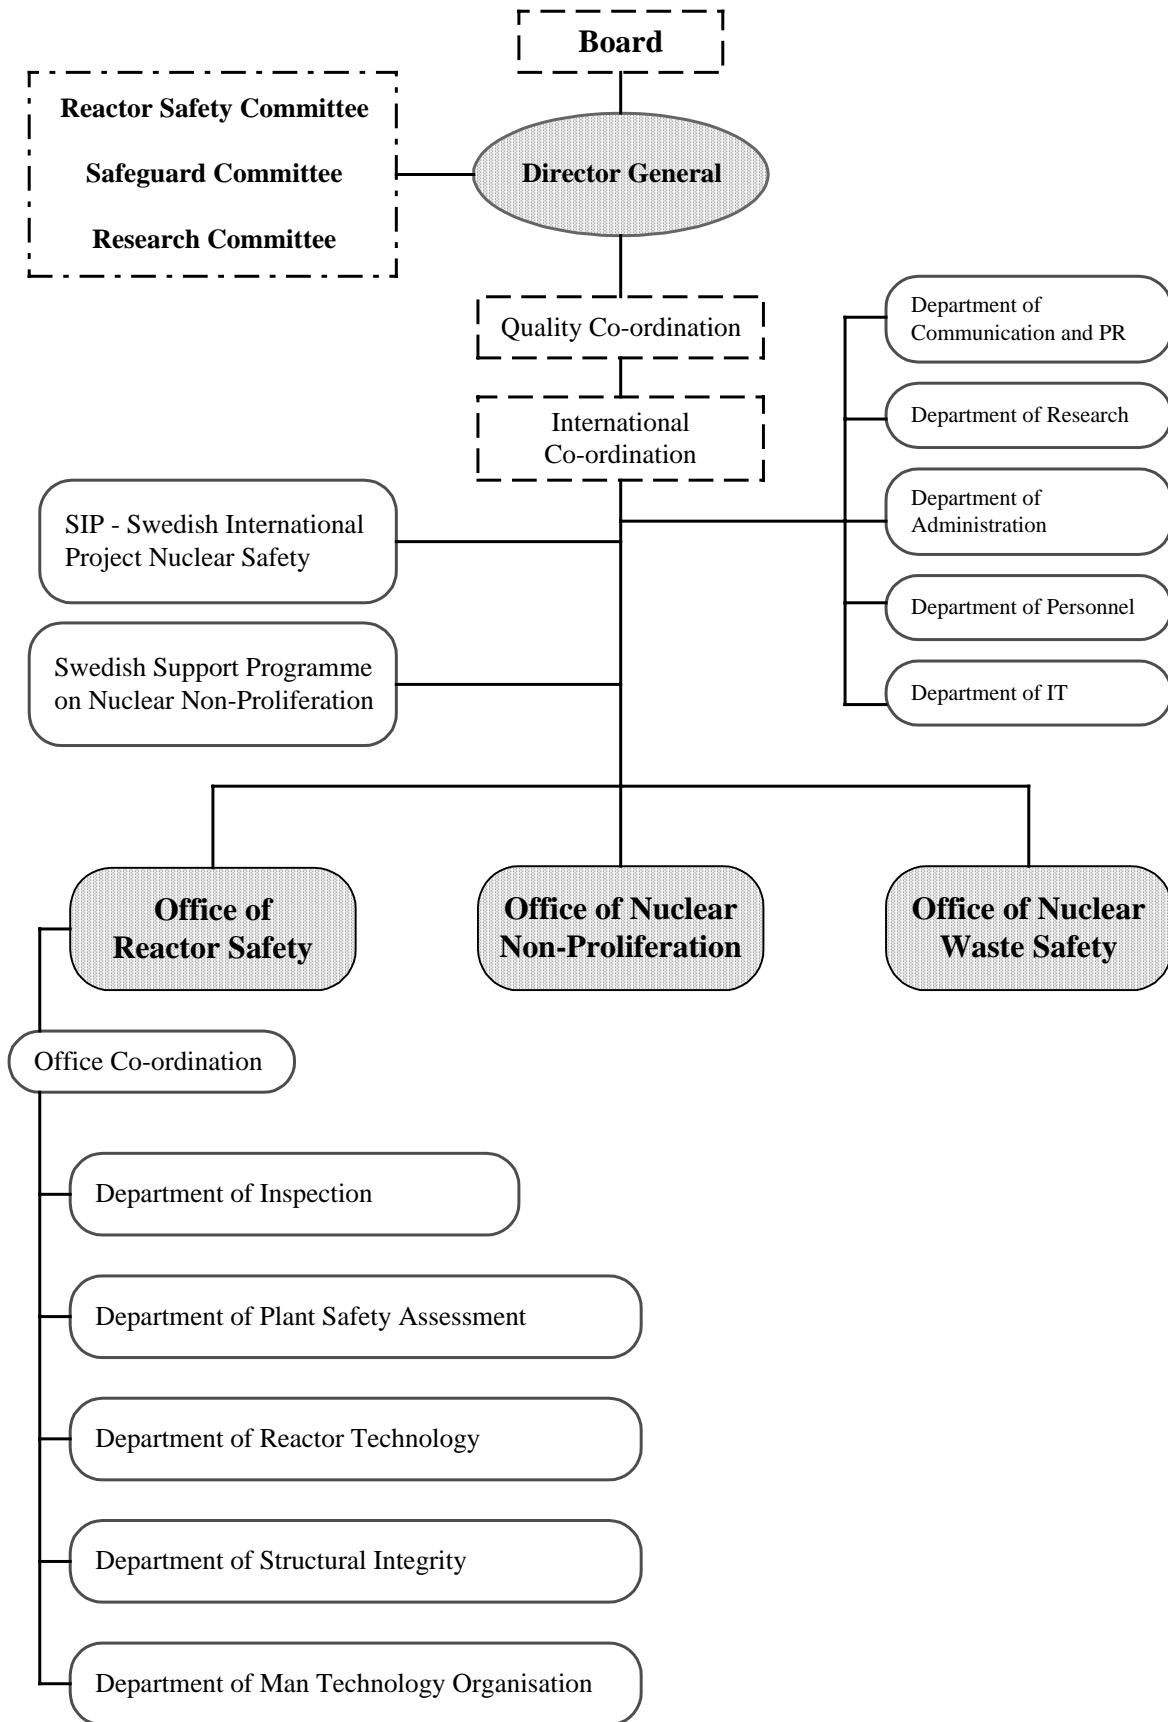 Board
Reactor Safety Committee
Safeguard Committee
Research Committee
Director General
Quality Co-ordination
International
Co-ordination
Department of
Communication and PR
Department of Research
Department of
Administration
Department of Personnel
Department of IT
SIP - Swedish International
Project Nuclear Safety
Swedish Support Programme
on Nuclear Non-Proliferation
Office of
Reactor Safety
Office of Nuclear
Non-Proliferation
Office of Nuclear
Waste Safety
Office Co-ordination
Department of Inspection
Department of Plant Safety Assessment
Department of Reactor Technology
Department of Structural Integrity
Department of Man Technology Organisation